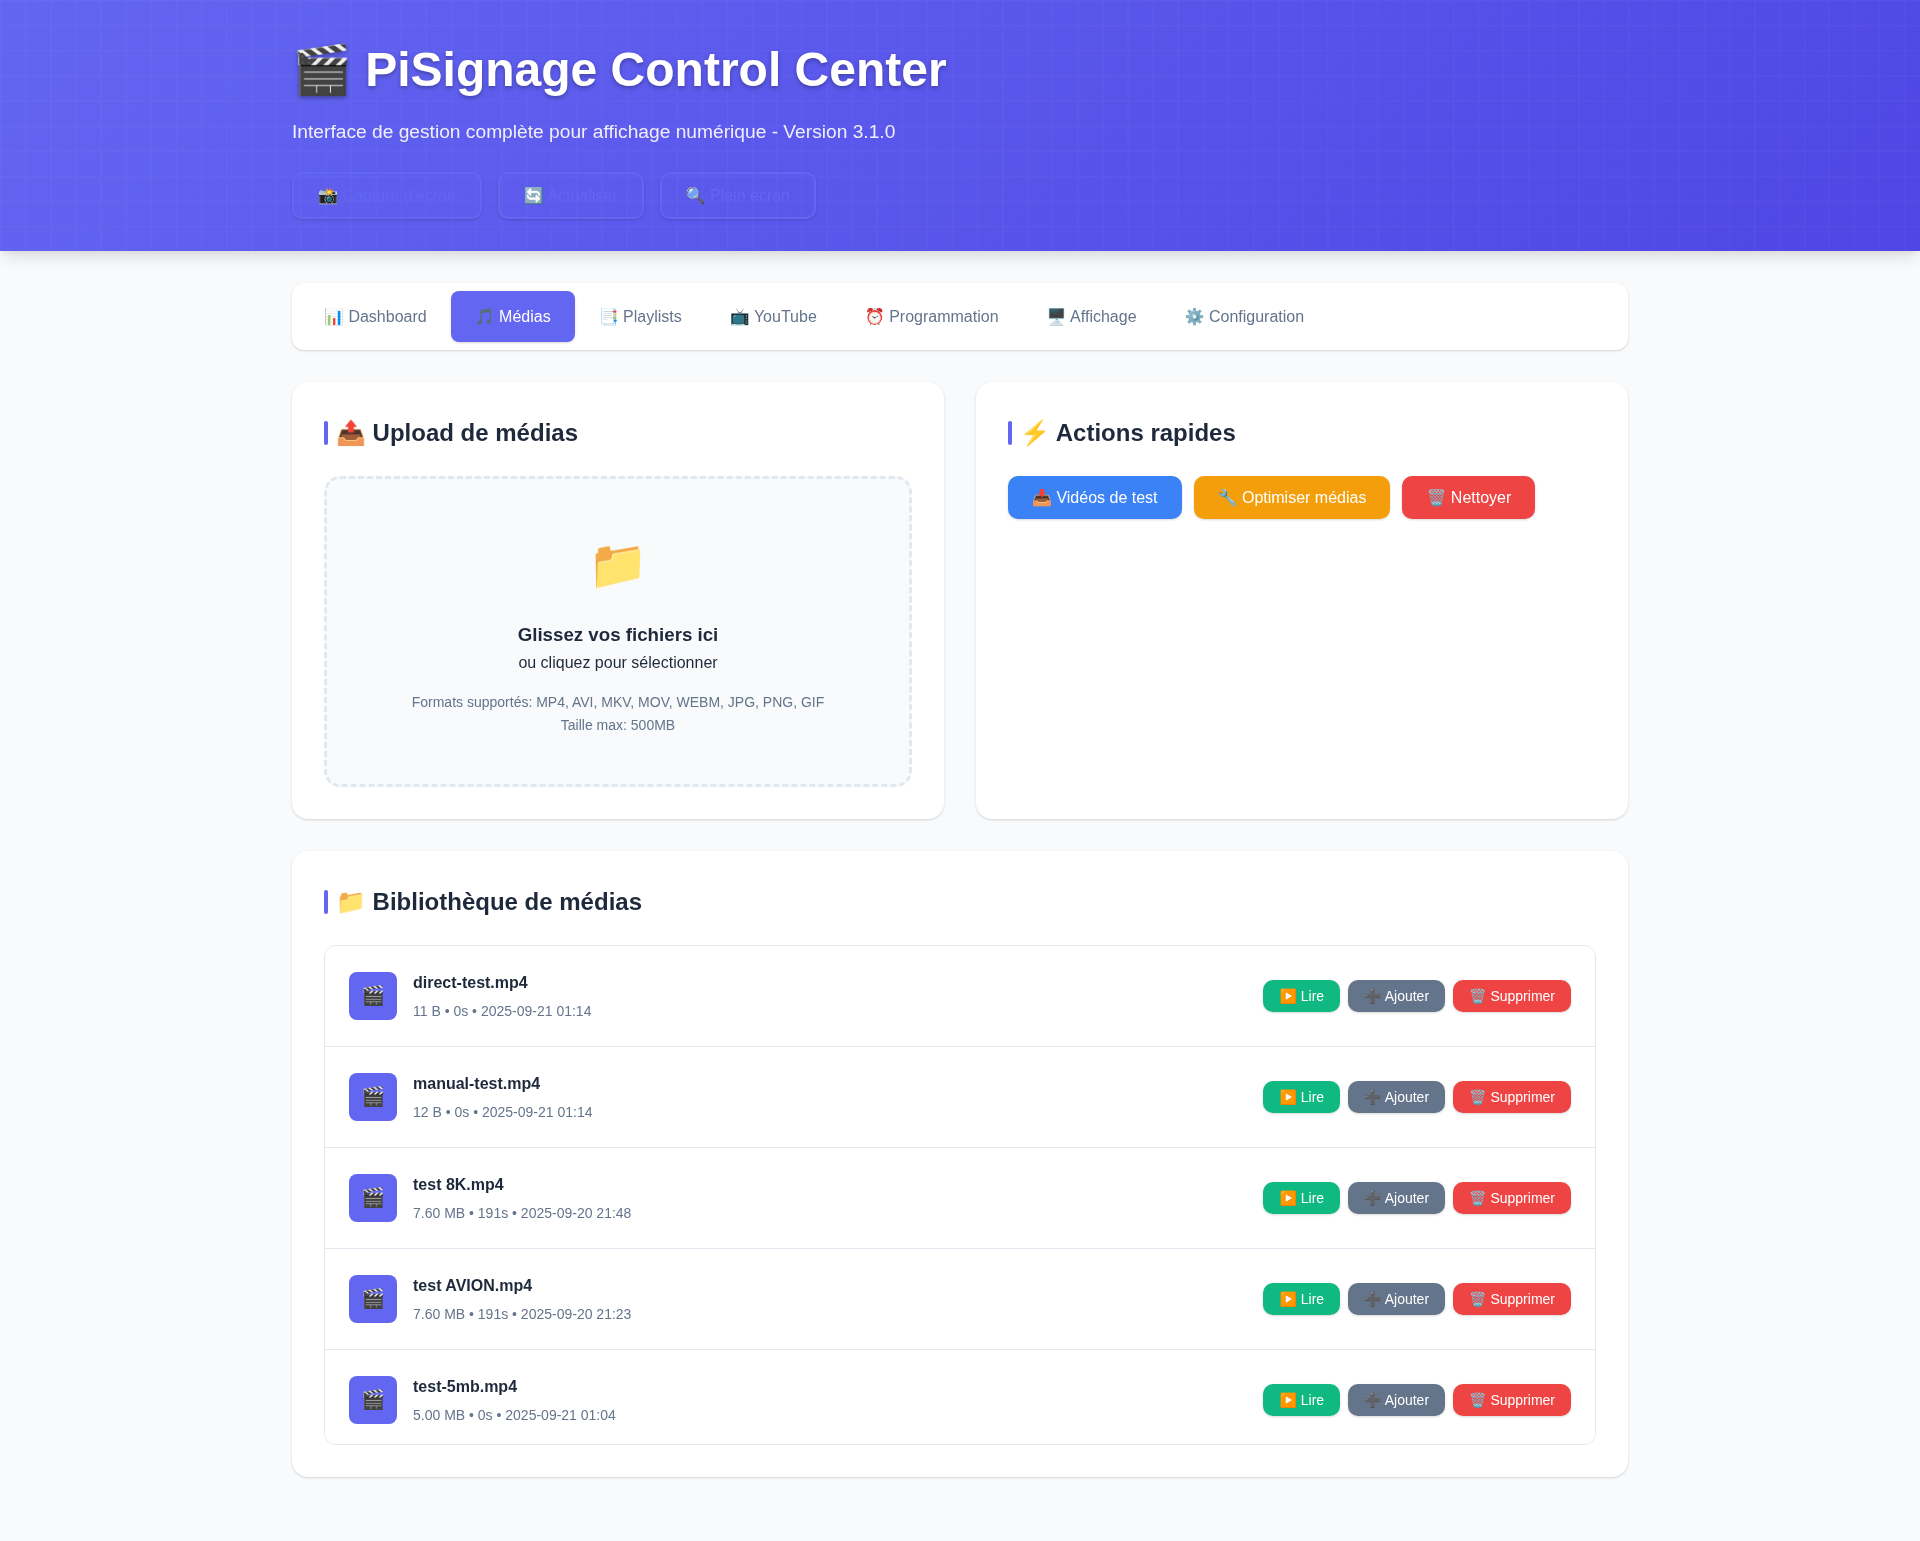 🎬 PiSignage Control Center
Interface de gestion complète pour affichage numérique - Version 3.1.0
📸 Capture d'écran 🔄 Actualiser 🔍 Plein écran
📊 Dashboard 🎵 Médias 📑 Playlists 📺 YouTube ⏰ Programmation 🖥️ Affichage ⚙️ Configuration
📤 Upload de médias
Glissez vos fichiers ici
ou cliquez pour sélectionner
Formats supportés: MP4, AVI, MKV, MOV, WEBM, JPG, PNG, GIF
Taille max: 500MB
⚡ Actions rapides
📥 Vidéos de test 🔧 Optimiser médias 🗑️ Nettoyer
📁 Bibliothèque de médias
direct-test.mp4
11 B • 0s • 2025-09-21 01:14
▶️ Lire ➕ Ajouter 🗑️ Supprimer
manual-test.mp4
12 B • 0s • 2025-09-21 01:14
▶️ Lire ➕ Ajouter 🗑️ Supprimer
test 8K.mp4
7.60 MB • 191s • 2025-09-20 21:48
▶️ Lire ➕ Ajouter 🗑️ Supprimer
test AVION.mp4
7.60 MB • 191s • 2025-09-20 21:23
▶️ Lire ➕ Ajouter 🗑️ Supprimer
test-5mb.mp4
5.00 MB • 0s • 2025-09-21 01:04
▶️ Lire ➕ Ajouter 🗑️ Supprimer